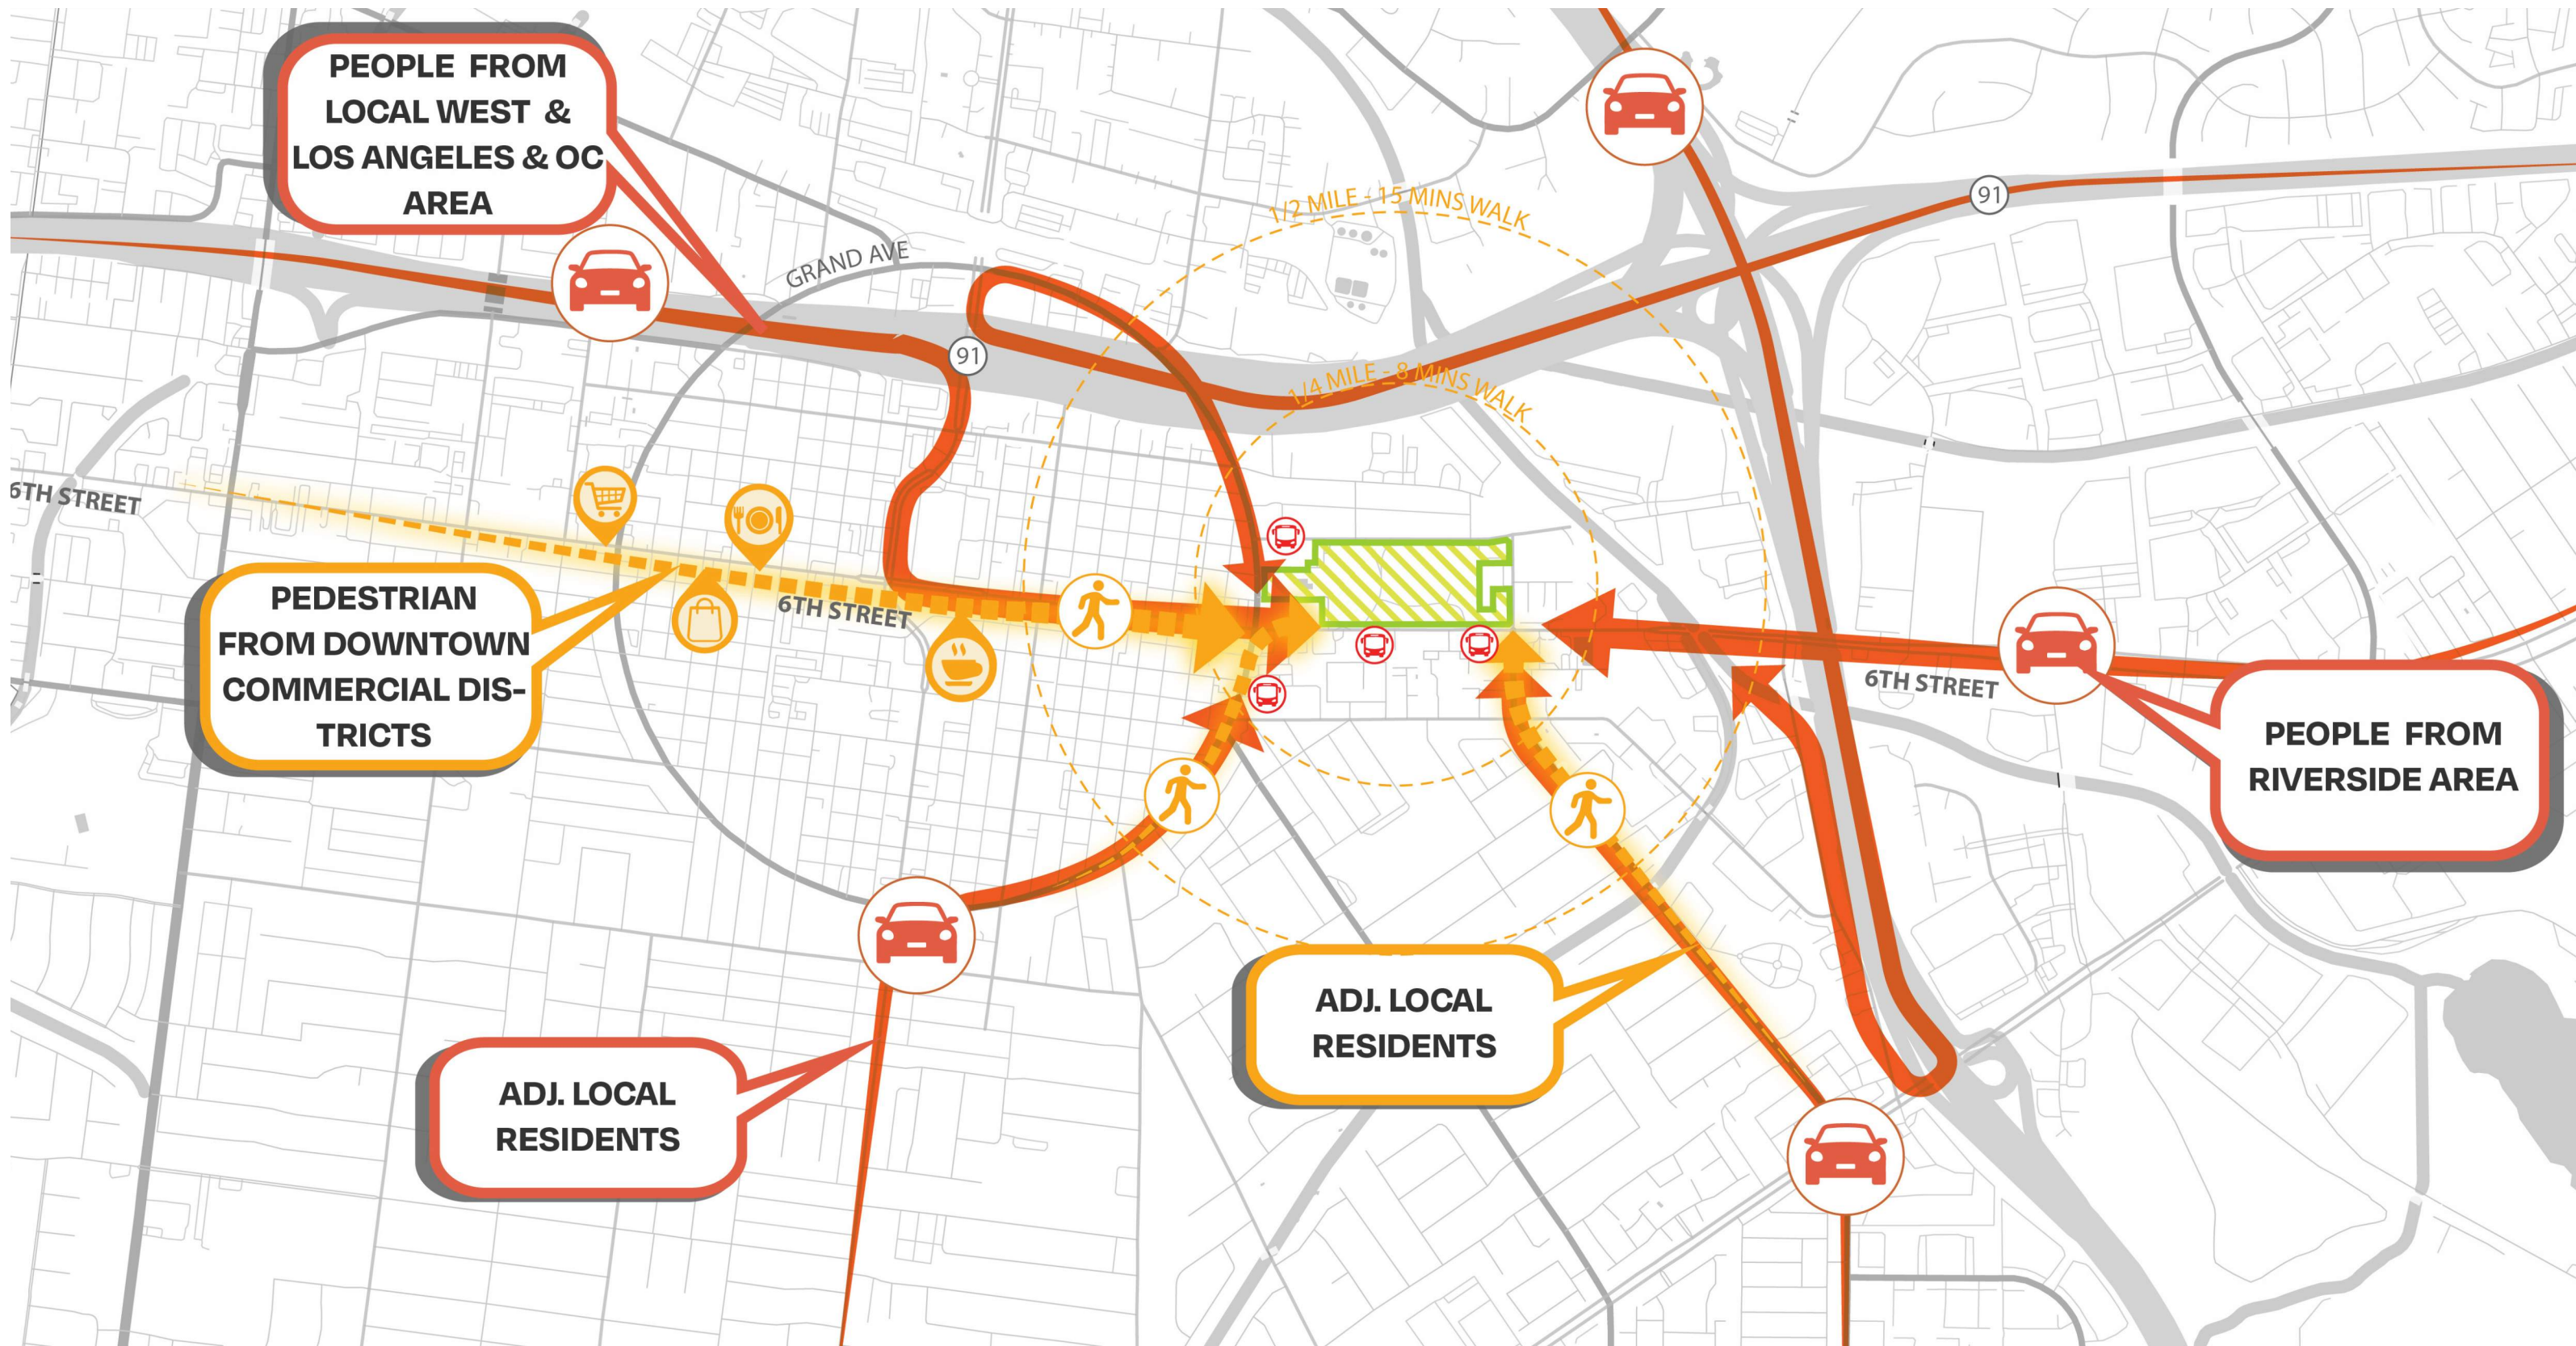 PEOPLE FROM
LOCAL WEST &
LOS ANGELES & OC
AREA
1/2 MILE - 15 MINS WALK
91
GRAND AVE
91
1/4 MILE - 8 MINS WALK
6TH STREET
PEDESTRIAN
FROM DOWNTOWN
COMMERCIAL DIS-
TRICTS
6TH STREET
6TH STREET
PEOPLE FROM
RIVERSIDE AREA
ADJ. LOCAL
RESIDENTS
ADJ. LOCAL
RESIDENTS